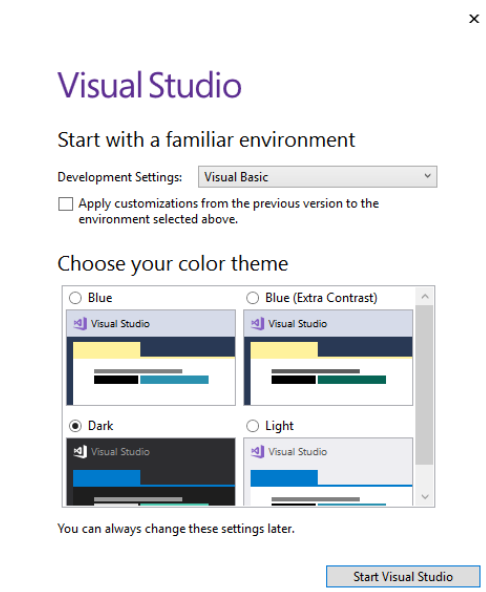 Visual Studio
Start with a familiar environment
Development Settings: Visual Basic
Apply customizations from the previous version to the
environment selected above.
Choose your color theme
Blue
Blue (Extra Contrast)
Visual Studio
Visual Studio
Dark
Light
Visual Studio
Visual Studio
You can always change these settings later.
Start Visual Studio